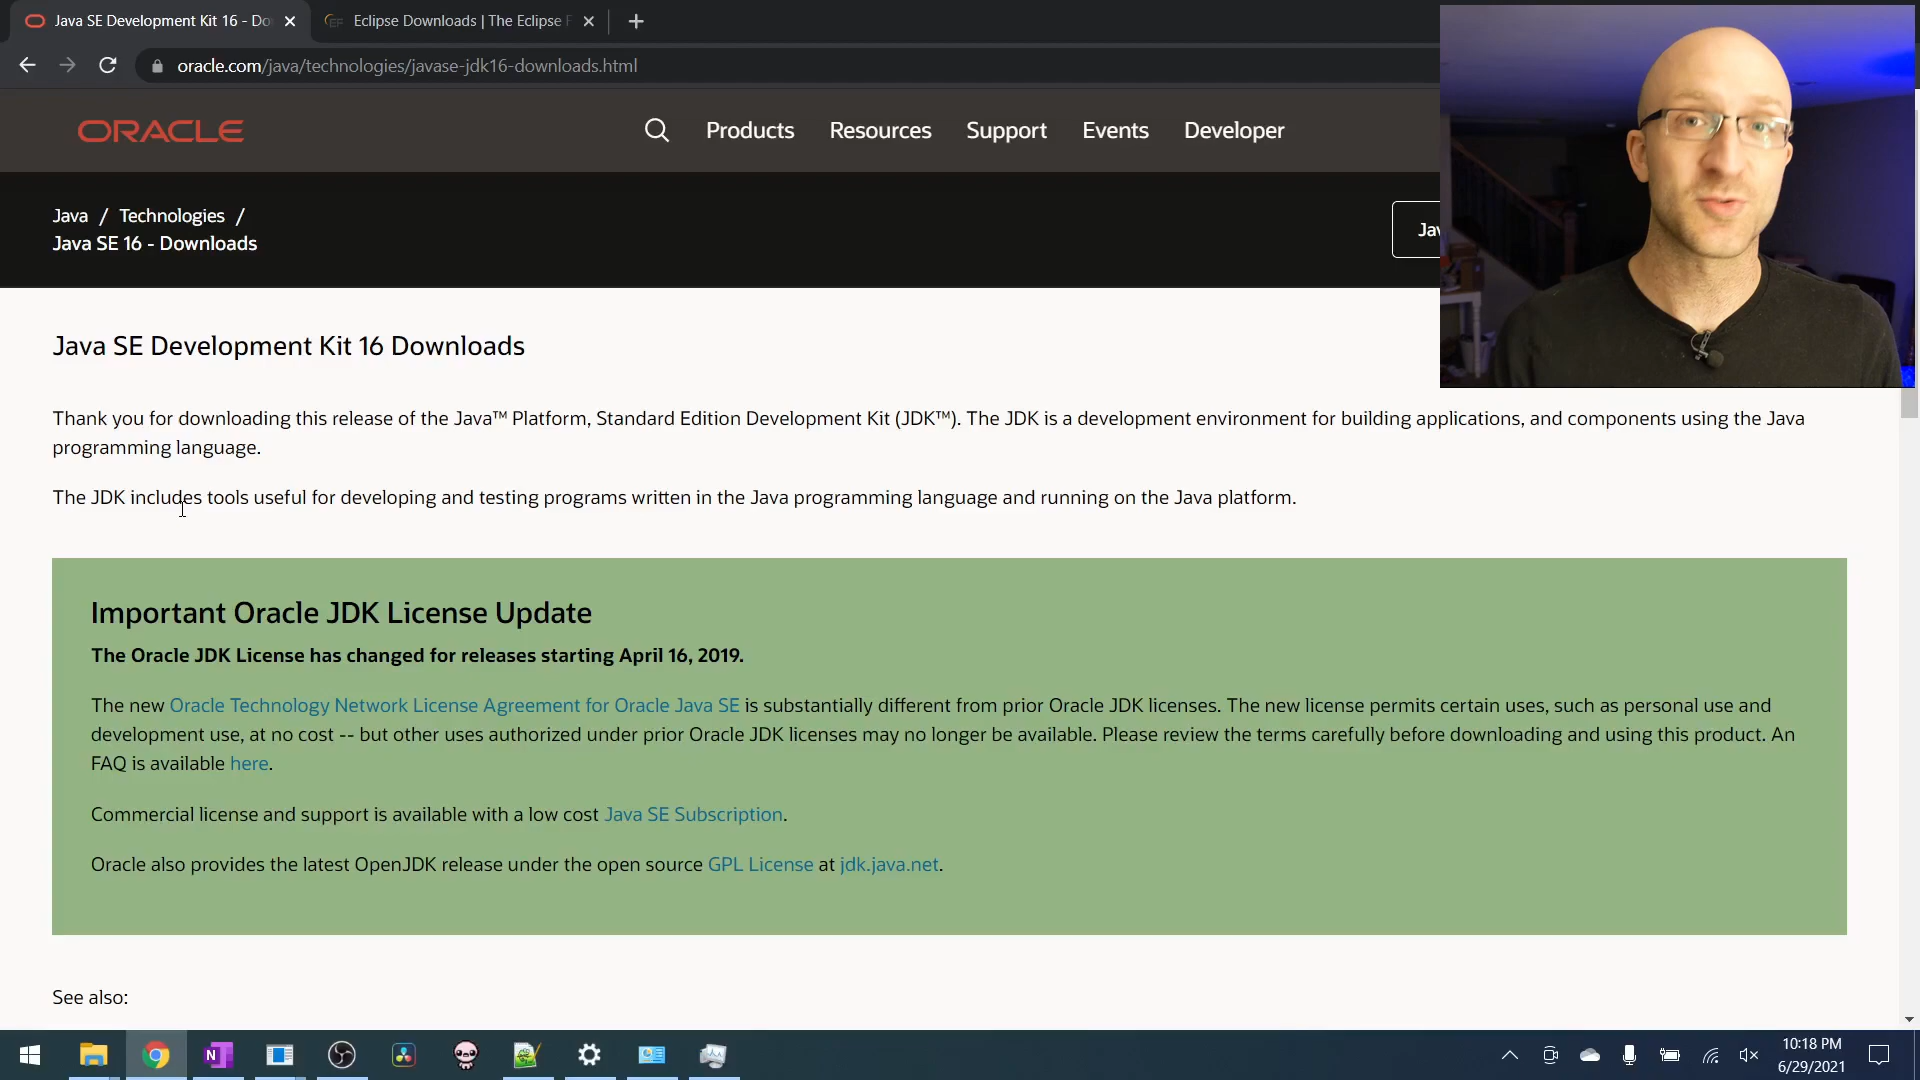 Java SE Development Kit 16 - Do
Eclipse Downloads | The Eclipse F
oracle.com/java/technologies/javase-jdk16-downloads.html
ORACLE
Products
Resources
Support
Events
Developer
Java / Technologies /
Java SE 16 - Downloads
Jav
Java SE Development Kit 16 Downloads
Thank you for downloading this release of the Java™ Platform, Standard Edition Development Kit (JDK™). The JDK is a development environment for building applications, and components using the Java
programming language.
The JDK includes tools useful for developing and testing programs written in the Java programming language and running on the Java platform.
Important Oracle JDK License Update
The Oracle JDK License has changed for releases starting April 16, 2019.
The new Oracle Technology Network License Agreement for Oracle Java SE is substantially different from prior Oracle JDK licenses. The new license permits certain uses, such as personal use and
development use, at no cost -- but other uses authorized under prior Oracle JDK licenses may no longer be available. Please review the terms carefully before downloading and using this product. An
FAQ is available here.
Commercial license and support is available with a low cost Java SE Subscription.
Oracle also provides the latest OpenJDK release under the open source GPL License at jdk.java.net.
See also:
10:18 PM
6/29/2021